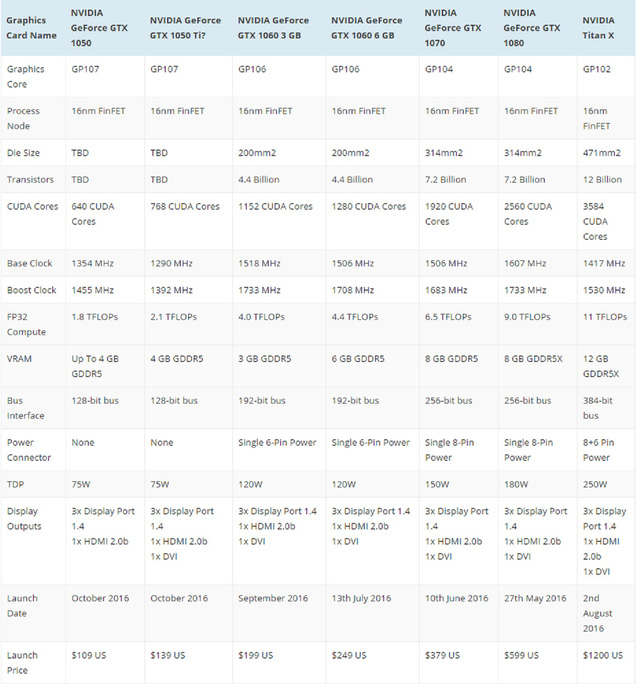 Graphics
Card Name
NVIDIA
GeForce GTX
1050
NVIDIA GeForce
GTX 1050 Ti?
NVIDIA GeForce
GTX 1060 3 GB
NVIDIA GeForce
GTX 1060 6 GB
NVIDIA
GeForce GTX
1070
NVIDIA
GeForce GTX
1080
NVIDIA
Titan X
Graphics
Core
GP107
GP107
GP106
GP106
GP104
GP104
GP102
Process
Node
16nm FinFET
16nm FinFET
16nm FinFET
16nm FinFET
16nm FinFET
16nm FinFET
16nm
FinFET
Die Size
TBD
TBD
200mm2
200mm2
314mm2
314mm2
471mm2
Transistors
TBD
TBD
4.4 Billion
4.4 Billion
7.2 Billion
7.2 Billion
12 Billion
CUDA Cores
640 CUDA
Cores
768 CUDA Cores
1152 CUDA Cores
1280 CUDA Cores
1920 CUDA
Cores
2560 CUDA
Cores
3584
CUDA
Cores
Base Clock
1354 MHz
1290 MHz
1518 MHz
1506 MHz
1506 MHz
1607 MHz
1417 MHz
Boost Clock
1455 MHz
1392 MHz
1733 MHz
1708 MHz
1683 MHz
1733 MHz
1530 MHz
FP32
Compute
1.8 TFLOPs
2.1 TFLOPs
4.0 TFLOPs
4.4 TFLOPs
6.5 TFLOPs
9.0 TFLOPs
11 TFLOPs
VRAM
Up To 4 GB
GDDR5
4 GB GDDR5
3 GB GDDR5
6 GB GDDR5
8 GB GDDR5
8 GB GDDR5X
12 GB
GDDR5X
Bus
Interface
128-bit bus
128-bit bus
192-bit bus
192-bit bus
256-bit bus
256-bit bus
384-bit
bus
Power
Connector
None
None
Single 6-Pin Power
Single 6-Pin Power
Single 8-Pin
Power
Single 8-Pin
Power
8+6 Pin
Power
TDP
75W
75W
120W
120W
150W
180W
250W
Display
Outputs
3x Display Port
1.4
1x HDMI 2.0b
3x Display Port
1.4
1x HDMI 2.0b
1x DVI
3x Display Port 1.4
1x HDMI 2.0b
1x DVI
3x Display Port 1.4
1x HDMI 2.0b
1x DVI
3x Display Port
1.4
1x HDMI 2.0b
1x DVI
3x Display Port
1.4
1x HDMI 2.0b
1x DVI
3x Display
Port 1.4
1x HDMI
2.0b
1x DVI
Launch
Date
October 2016
October 2016
September 2016
13th July 2016
10th June 2016
27th May 2016
2nd
August
2016
Launch
Price
$109 US
$139 US
$199 US
$249 US
$379 US
$599 US
$1200 US